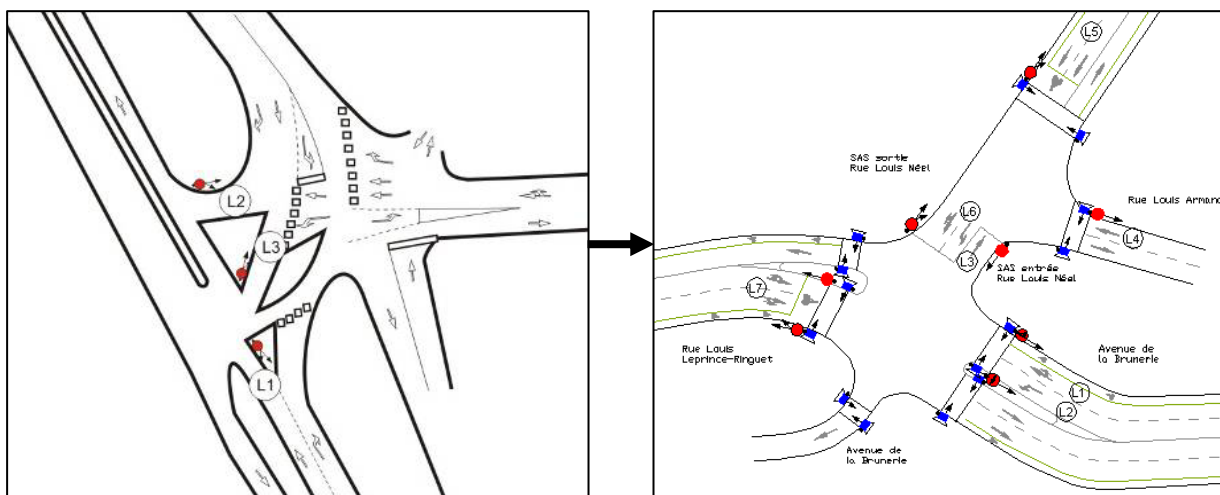 L2
L3
L1
L5
SAS sortie
Rue Louis Néel
Rue Louis Armand
L6
L4
L3
SAS entrée
Rue Louis Néel
L7
Rue Louis
Leprince-Ringuet
Avenue de
la Brunerie
L1
L2
Avenue de
la Brunerie